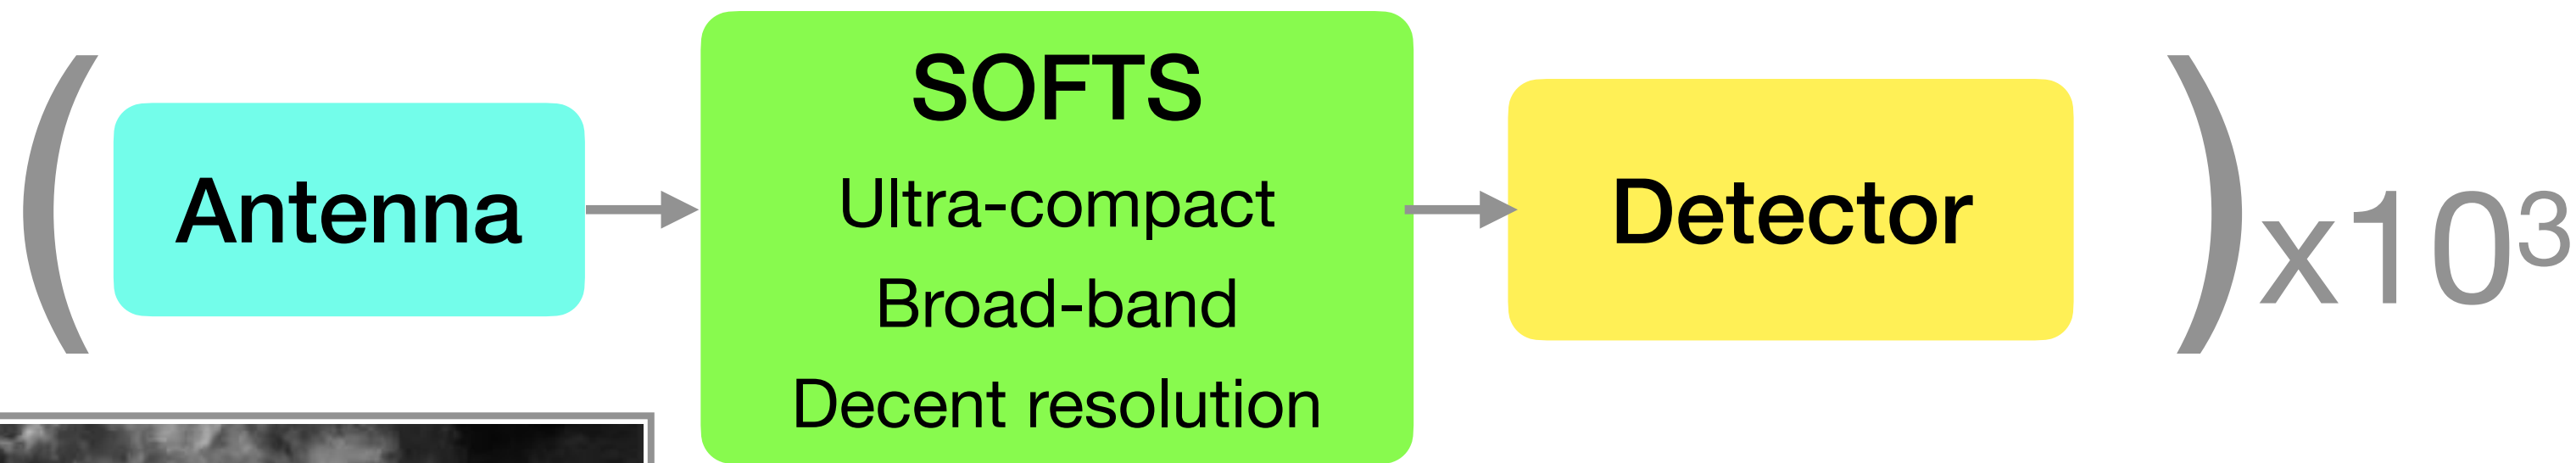 (
Antenna
SOFTS
Ultra-compact
Broad-band
Decent resolution
Detector
)x10³